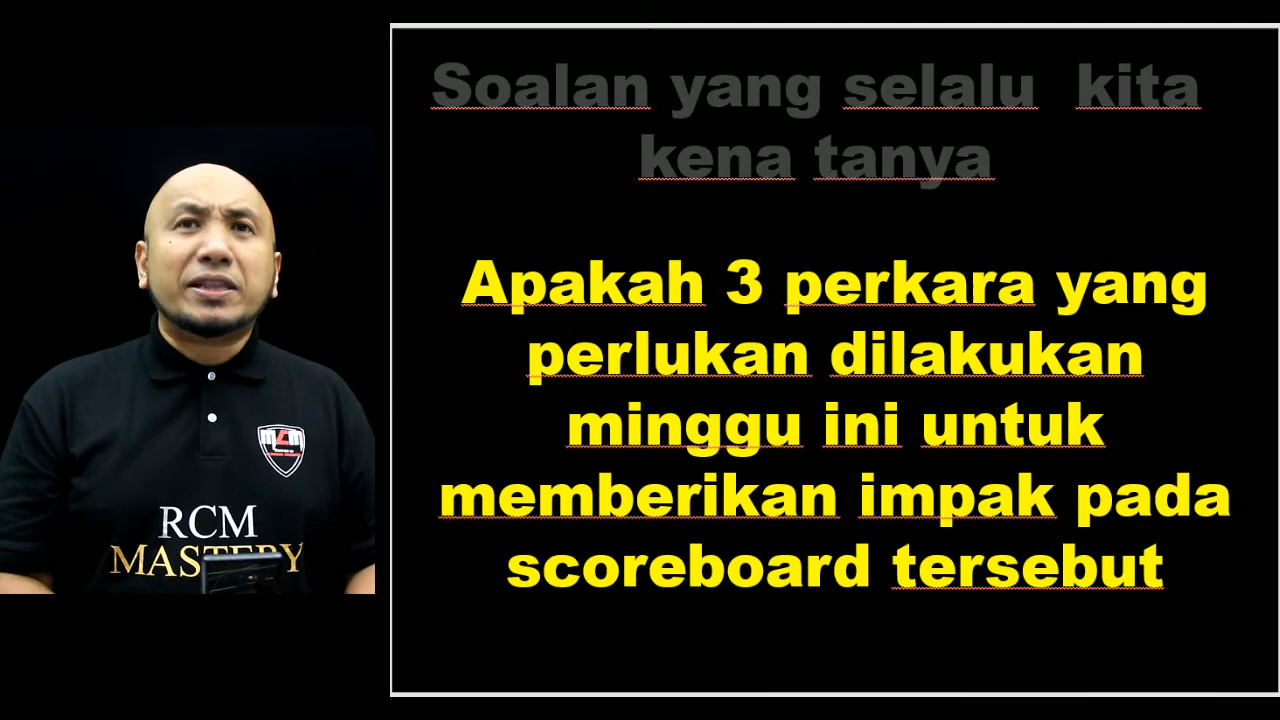 Soalan yang selalu kita
kena tanya
Apakah 3 perkara yang
perlukan dilakukan
minggu ini untuk
memberikan impak pada
scoreboard tersebut
RCM
MASTERY